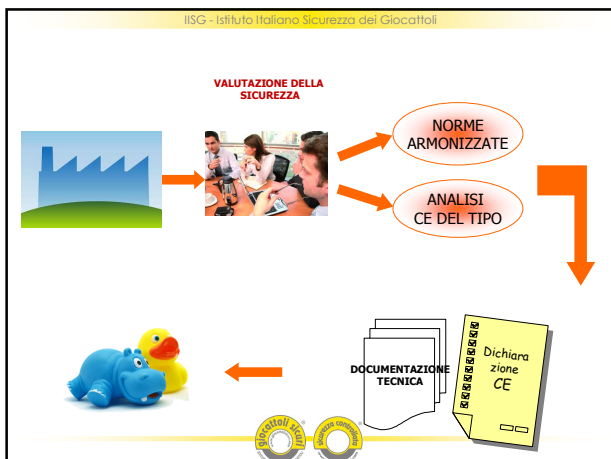 IISG - Istituto Italiano Sicurezza dei Giocattoli
VALUTAZIONE DELLA
SICUREZZA
NORME
ARMONIZZATE
ANALISI
CE DEL TIPO
DOCUMENTAZIONE
TECNICA
Dichiara
zione
CE
giocattoli sicuri
sicurezza controllata